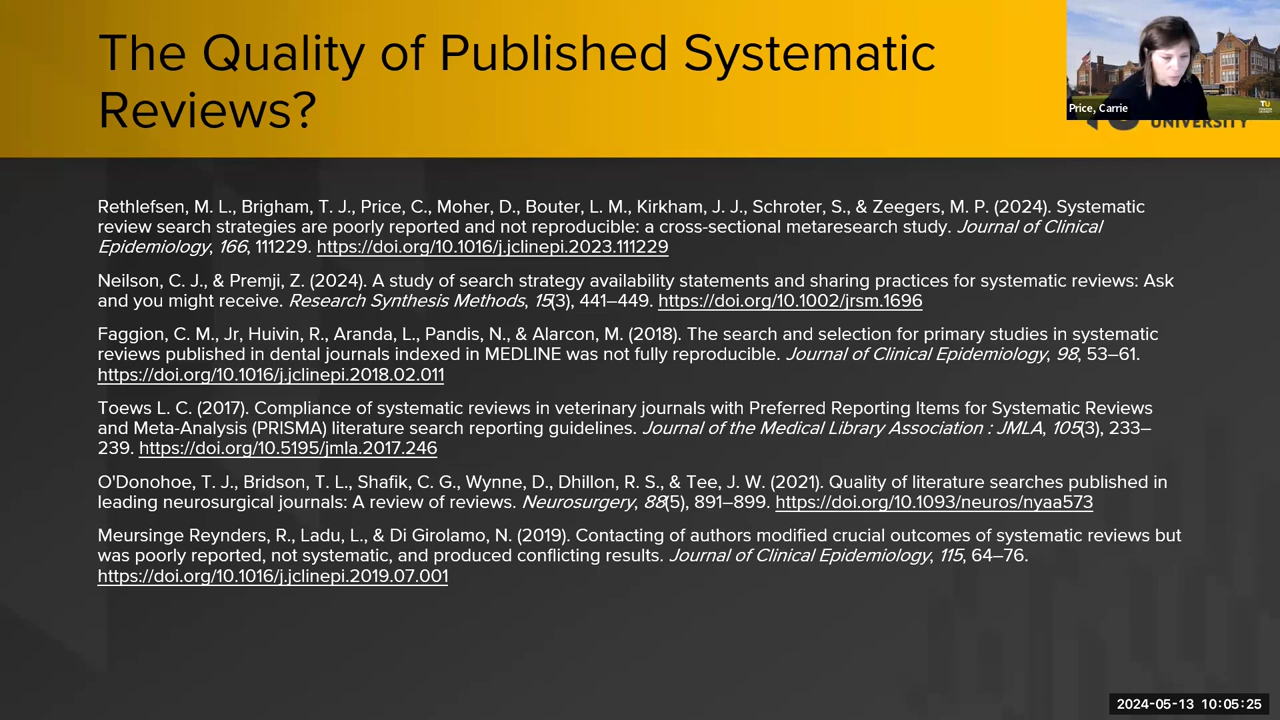 The Quality of Published Systematic
Reviews?
Price, Carrie
TU
UNIVERSITY
Rethlefsen, M. L., Brigham, T. J., Price, C., Moher, D., Bouter, L. M., Kirkham, J. J., Schroter, S., & Zeegers, M. P. (2024). Systematic
review search strategies are poorly reported and not reproducible: a cross-sectional metaresearch study. Journal of Clinical
Epidemiology, 166, 111229. https://doi.org/10.1016/j.jclinepi.2023.111229
Neilson, C. J., & Premji, Z. (2024). A study of search strategy availability statements and sharing practices for systematic reviews: Ask
and you might receive. Research Synthesis Methods, 15(3), 441–449. https://doi.org/10.1002/jrsm.1696
Faggion, C. M., Jr, Huivin, R., Aranda, L., Pandis, N., & Alarcon, M. (2018). The search and selection for primary studies in systematic
reviews published in dental journals indexed in MEDLINE was not fully reproducible. Journal of Clinical Epidemiology, 98, 53–61.
https://doi.org/10.1016/j.jclinepi.2018.02.011
Toews L. C. (2017). Compliance of systematic reviews in veterinary journals with Preferred Reporting Items for Systematic Reviews
and Meta-Analysis (PRISMA) literature search reporting guidelines. Journal of the Medical Library Association : JMLA, 105(3), 233–
239. https://doi.org/10.5195/jmla.2017.246
O'Donohoe, T. J., Bridson, T. L., Shafik, C. G., Wynne, D., Dhillon, R. S., & Tee, J. W. (2021). Quality of literature searches published in
leading neurosurgical journals: A review of reviews. Neurosurgery, 88(5), 891–899. https://doi.org/10.1093/neuros/nyaa573
Meursinge Reynders, R., Ladu, L., & Di Girolamo, N. (2019). Contacting of authors modified crucial outcomes of systematic reviews but
was poorly reported, not systematic, and produced conflicting results. Journal of Clinical Epidemiology, 115, 64–76.
https://doi.org/10.1016/j.jclinepi.2019.07.001
2024-05-13 10:05:25